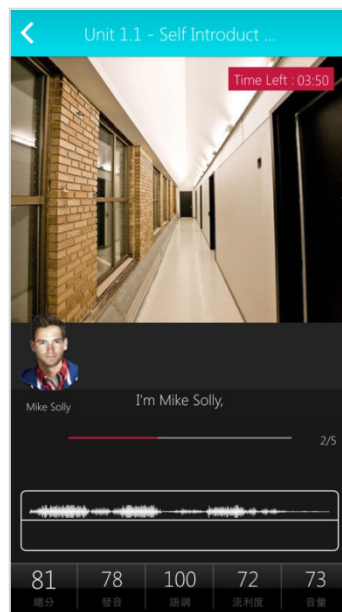 Unit 1.1 - Self Introduct ...
Time Left : 03:50
Mike Solly
I'm Mike Solly,
2/5
81 78 100 72 73
總分 發音 語調 流利度 音量